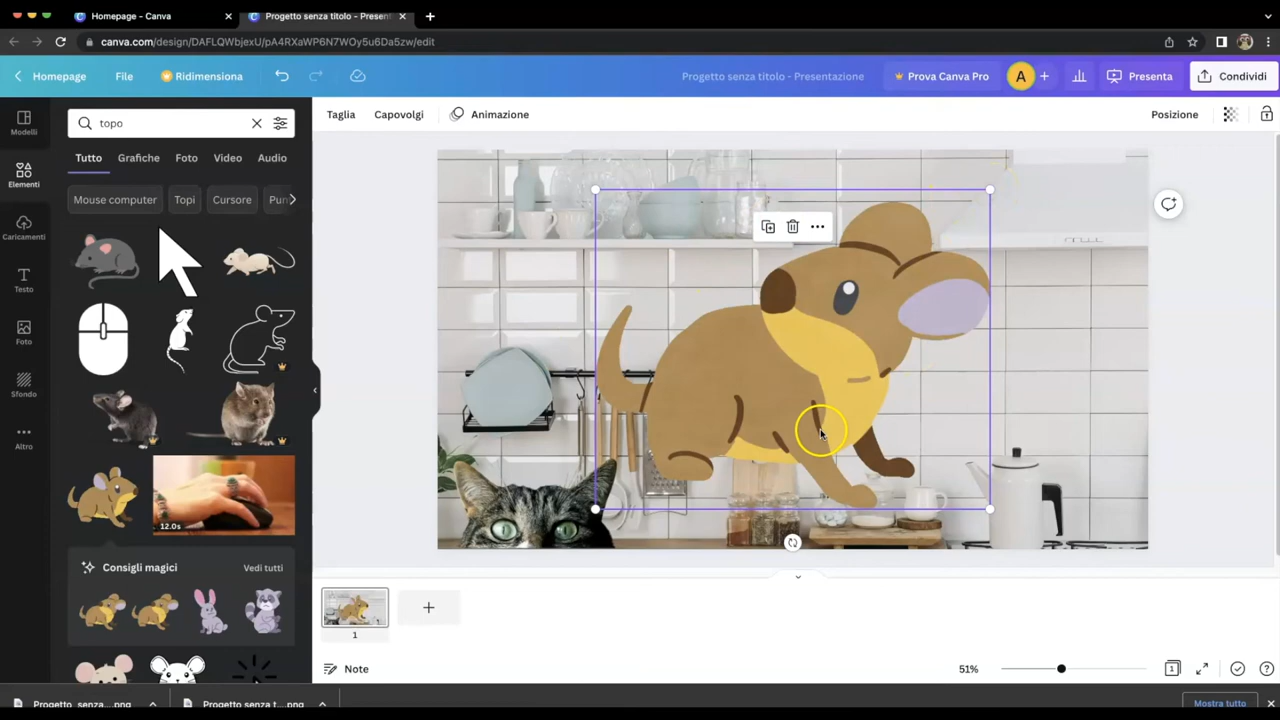 Homepage – Canva
Progetto senza titolo - Present
canva.com/design/DAFLQWbjexU/pA4RXaWP6N7WOy5u6Da5zw/edit
Homepage
File
Ridimensiona
Progetto senza titolo - Presentazione
Prova Canva Pro
A
Presenta
Condividi
Modelli
Elementi
Caricamenti
Testo
Foto
Sfondo
Altro
topo
Tutto
Grafiche
Foto
Video
Audio
Mouse computer
Topi
Cursore
Pun
12.0s
Consigli magici
Vedi tutti
Taglia
Capovolgi
Animazione
Posizione
1
Note
51%
1
Progetto senza....png
Progetto senza t....png
Mostra tutto